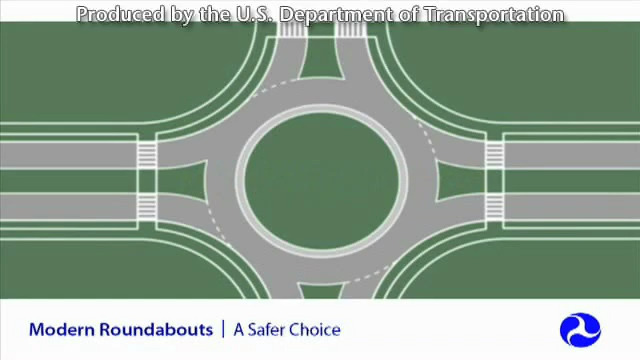 Produced by the U.S. Department of Transportation
Modern Roundabouts | A Safer Choice